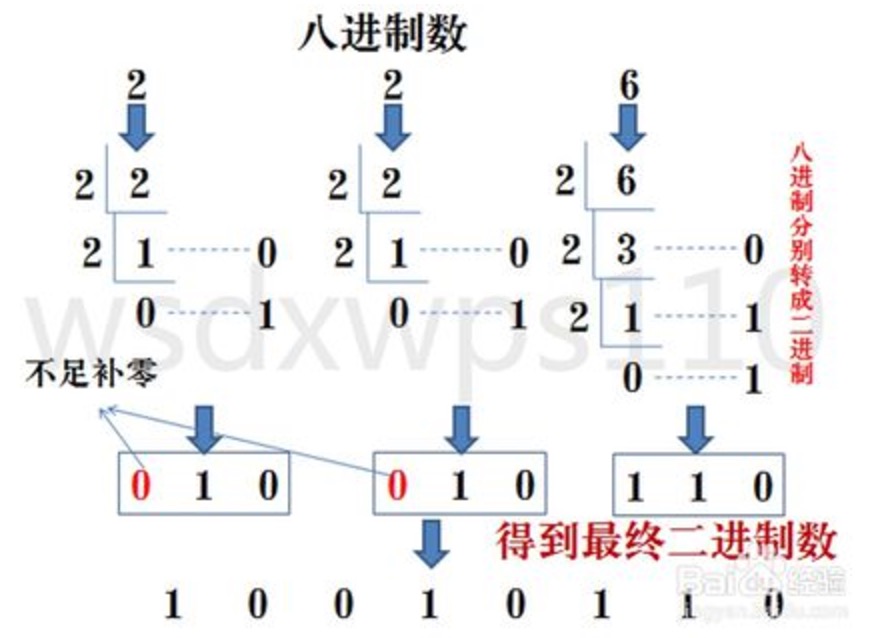 八进制数
2 2 6
2 2 2 2 2 6
2 1 0 2 1 0 2 3 0
0 1 0 1 2 1 1
0 1
八进制分别转成二进制
wsdxwps110
不足补零
0 1 0 0 1 0 1 1 0
得到最终二进制数
1 0 0 1 0 1 1 0
Bai 经验
jingyan.baidu.com